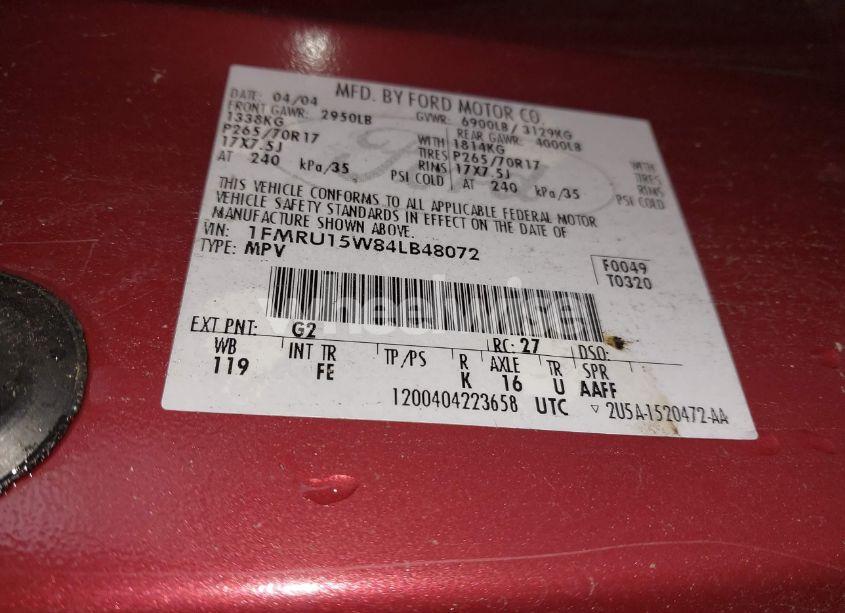 MFD. BY FORD MOTOR CO.
DATE: 04/04 GVWR: 6900LB / 3129KG
FRONT GAWR: 2950LB REAR GAWR: 4000LB
1338KG WITH 1814KG WITH
P265/70R17 TIRES P265/70R17 TIRES
17X7.5J RIMS 17X7.5J RIMS
AT 240 kPa/35 PSI COLD AT 240 kPa/35 PSI COLD
THIS VEHICLE CONFORMS TO ALL APPLICABLE FEDERAL MOTOR
VEHICLE SAFETY STANDARDS IN EFFECT ON THE DATE OF
MANUFACTURE SHOWN ABOVE.
VIN: 1FMRU15W84LB48072
TYPE: MPV
F0049
T0320
EXT PNT: G2 RC: 27 DSO:
WB INT TR TP/PS R AXLE TR SPR
119 FE K 16 U AAFF
1200404223658 UTC ▽ 2U5A-1520472-AA
Ford